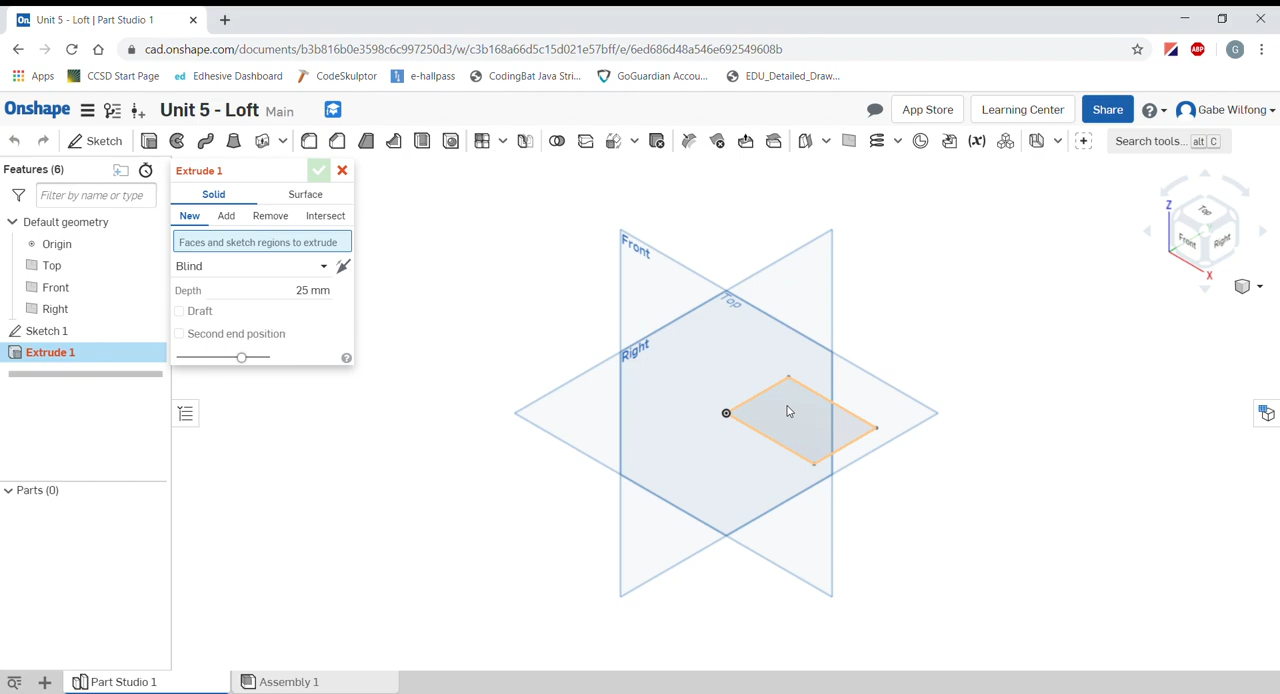 On. Unit 5 - Loft | Part Studio 1
cad.onshape.com/documents/b3b816b0e3598c6c997250d3/w/c3b168a66d5c15d021e57bff/e/6ed686d48a546e692549608b
ABP
G
Apps CCSD Start Page ed Edhesive Dashboard CodeSkulptor e-hallpass CodingBat Java Stri... GoGuardian Accou... EDU_Detailed_Draw...
Onshape Unit 5 - Loft Main App Store Learning Center Share Gabe Wilfong
Sketch (x) Search tools... alt C
Features (6)
Filter by name or type
Default geometry
Origin
Top
Front
Right
Sketch 1
Extrude 1
Parts (0)
Extrude 1
Solid Surface
New Add Remove Intersect
Faces and sketch regions to extrude
Blind
Depth 25 mm
Draft
Second end position
Front
Top
Right
Z
Top
Front Right
X
Part Studio 1 Assembly 1